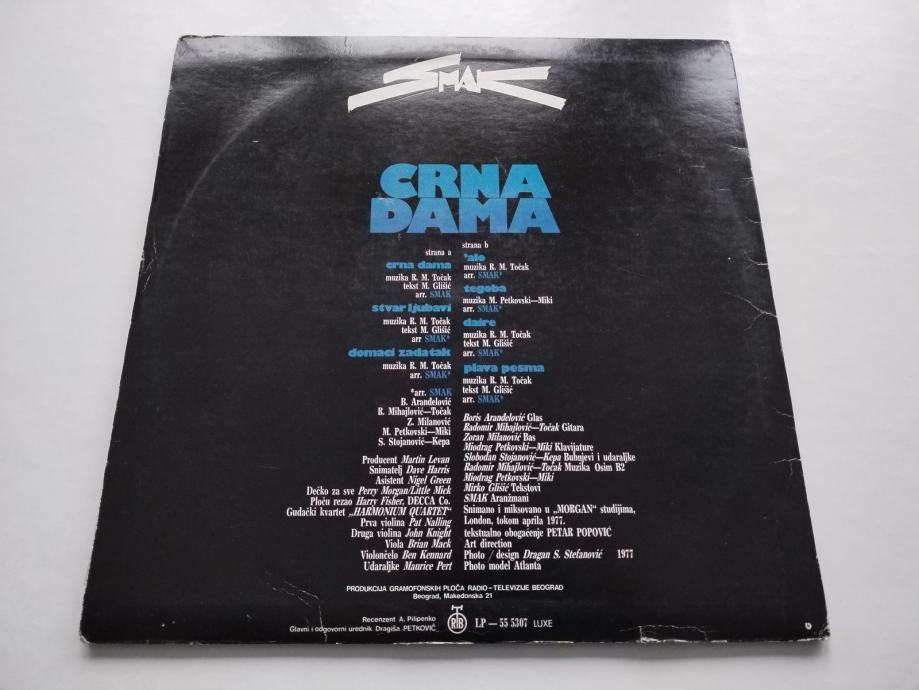 SMAK
CRNA
DAMA
strana a
crna dama
muzika R. M. Točak
tekst M. Glišić
arr. SMAK
stvar ljubavi
muzika R. M. Točak
tekst M. Glišić
arr SMAK*
domaci zadatak
muzika R. M. Točak
arr. SMAK*
*arr. SMAK
B. Aranđelović
R. Mihajlović—Točak
Z. Milanović
M. Petkovski—Miki
S. Stojanović—Kepa
Producent Martin Levan
Snimatelj Dave Harris
Asistent Nigel Green
Dečko za sve Perry Morgan/Little Mick
Ploču rezao Harry Fisher, DECCA Co.
Gudački kvartet „HARMONIUM QUARTET“
Prva violina Pat Nalling
Druga violina John Knight
Viola Brian Mack
Violončelo Ben Kennard
Udaraljke Maurice Pert
strana b
*alo
muzika R. M. Točak
arr. SMAK*
tegoba
muzika M. Petkovski—Miki
arr. SMAK*
daire
muzika R. M. Točak
tekst M. Glišić
arr. SMAK*
plava pesma
muzika R. M. Točak
tekst M. Glišić
arr. SMAK*
Boris Aranđelović Glas
Radomir Mihajlović—Točak Gitara
Zoran Milanović Bas
Miodrag Petkovski—Miki Klavijature
Slobodan Stojanović—Kepa Bubnjevi i udaraljke
Radomir Mihajlović—Točak Muzika Osim B2
Miodrag Petkovski—Miki
Mirko Glišić Tekstovi
SMAK Aranžmani
Snimano i miksovano u „MORGAN“ studijima,
London, tokom aprila 1977.
tekstualno obogaćenje PETAR POPOVIĆ
Art direction
Photo / design Dragan S. Stefanović 1977
Photo model Atlanta
PRODUKCIJA GRAMOFONSKIH PLOČA RADIO-TELEVIZIJE BEOGRAD
Beograd, Makedonska 21
Recenzent A. Pilipenko
Glavni i odgovorni urednik Dragiša PETKOVIĆ
RTB
LP — 55 5307 LUXE